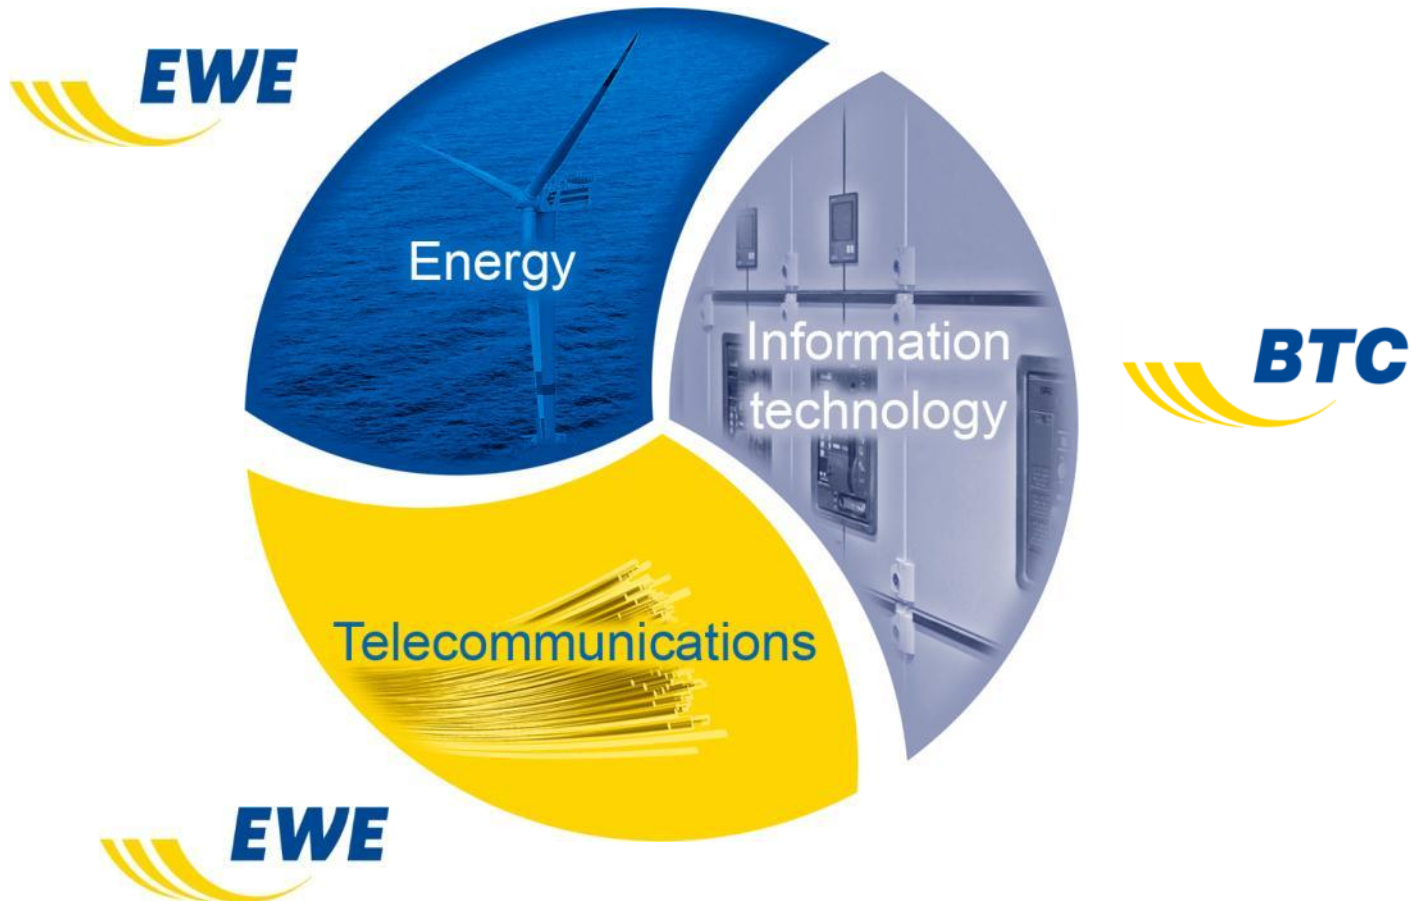 EWE
Energy
Information
technology
BTC
Telecommunications
EWE